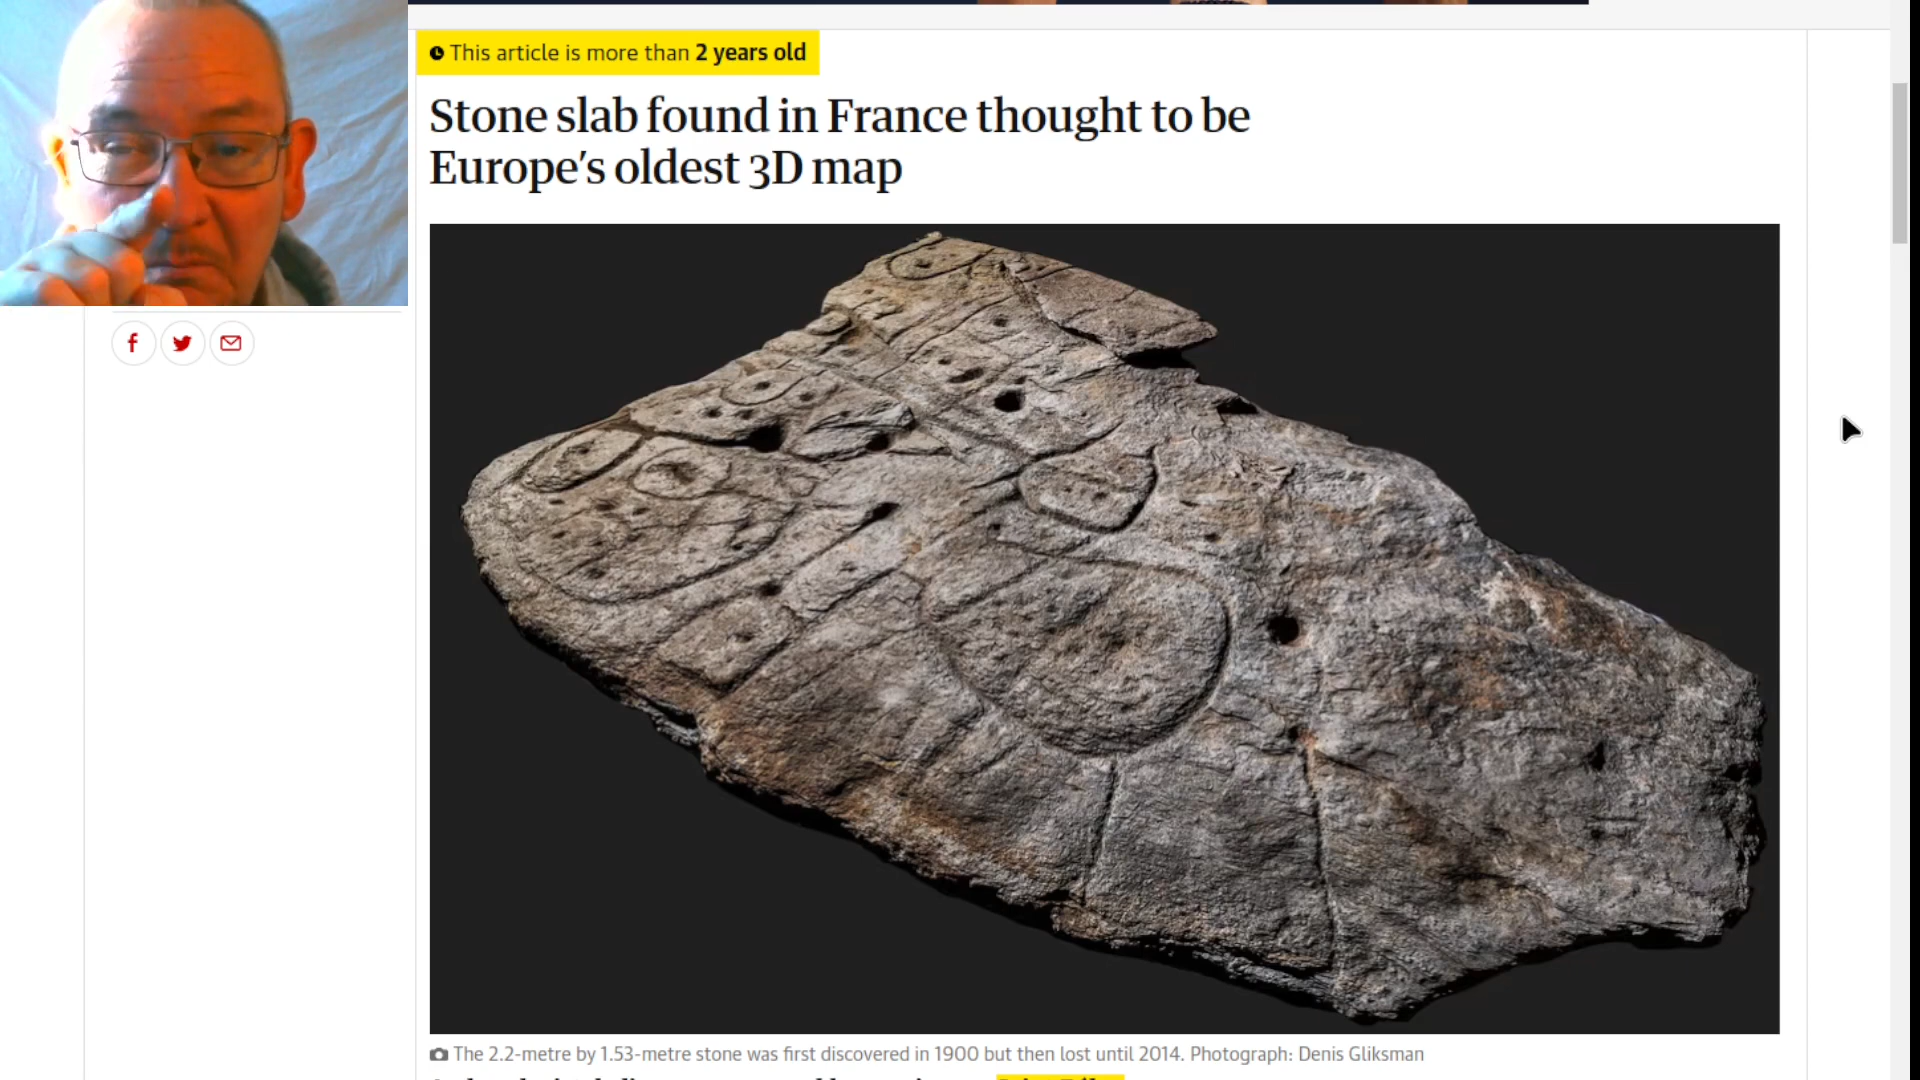 This article is more than 2 years old
Stone slab found in France thought to be
Europe's oldest 3D map
The 2.2-metre by 1.53-metre stone was first discovered in 1900 but then lost until 2014. Photograph: Denis Gliksman